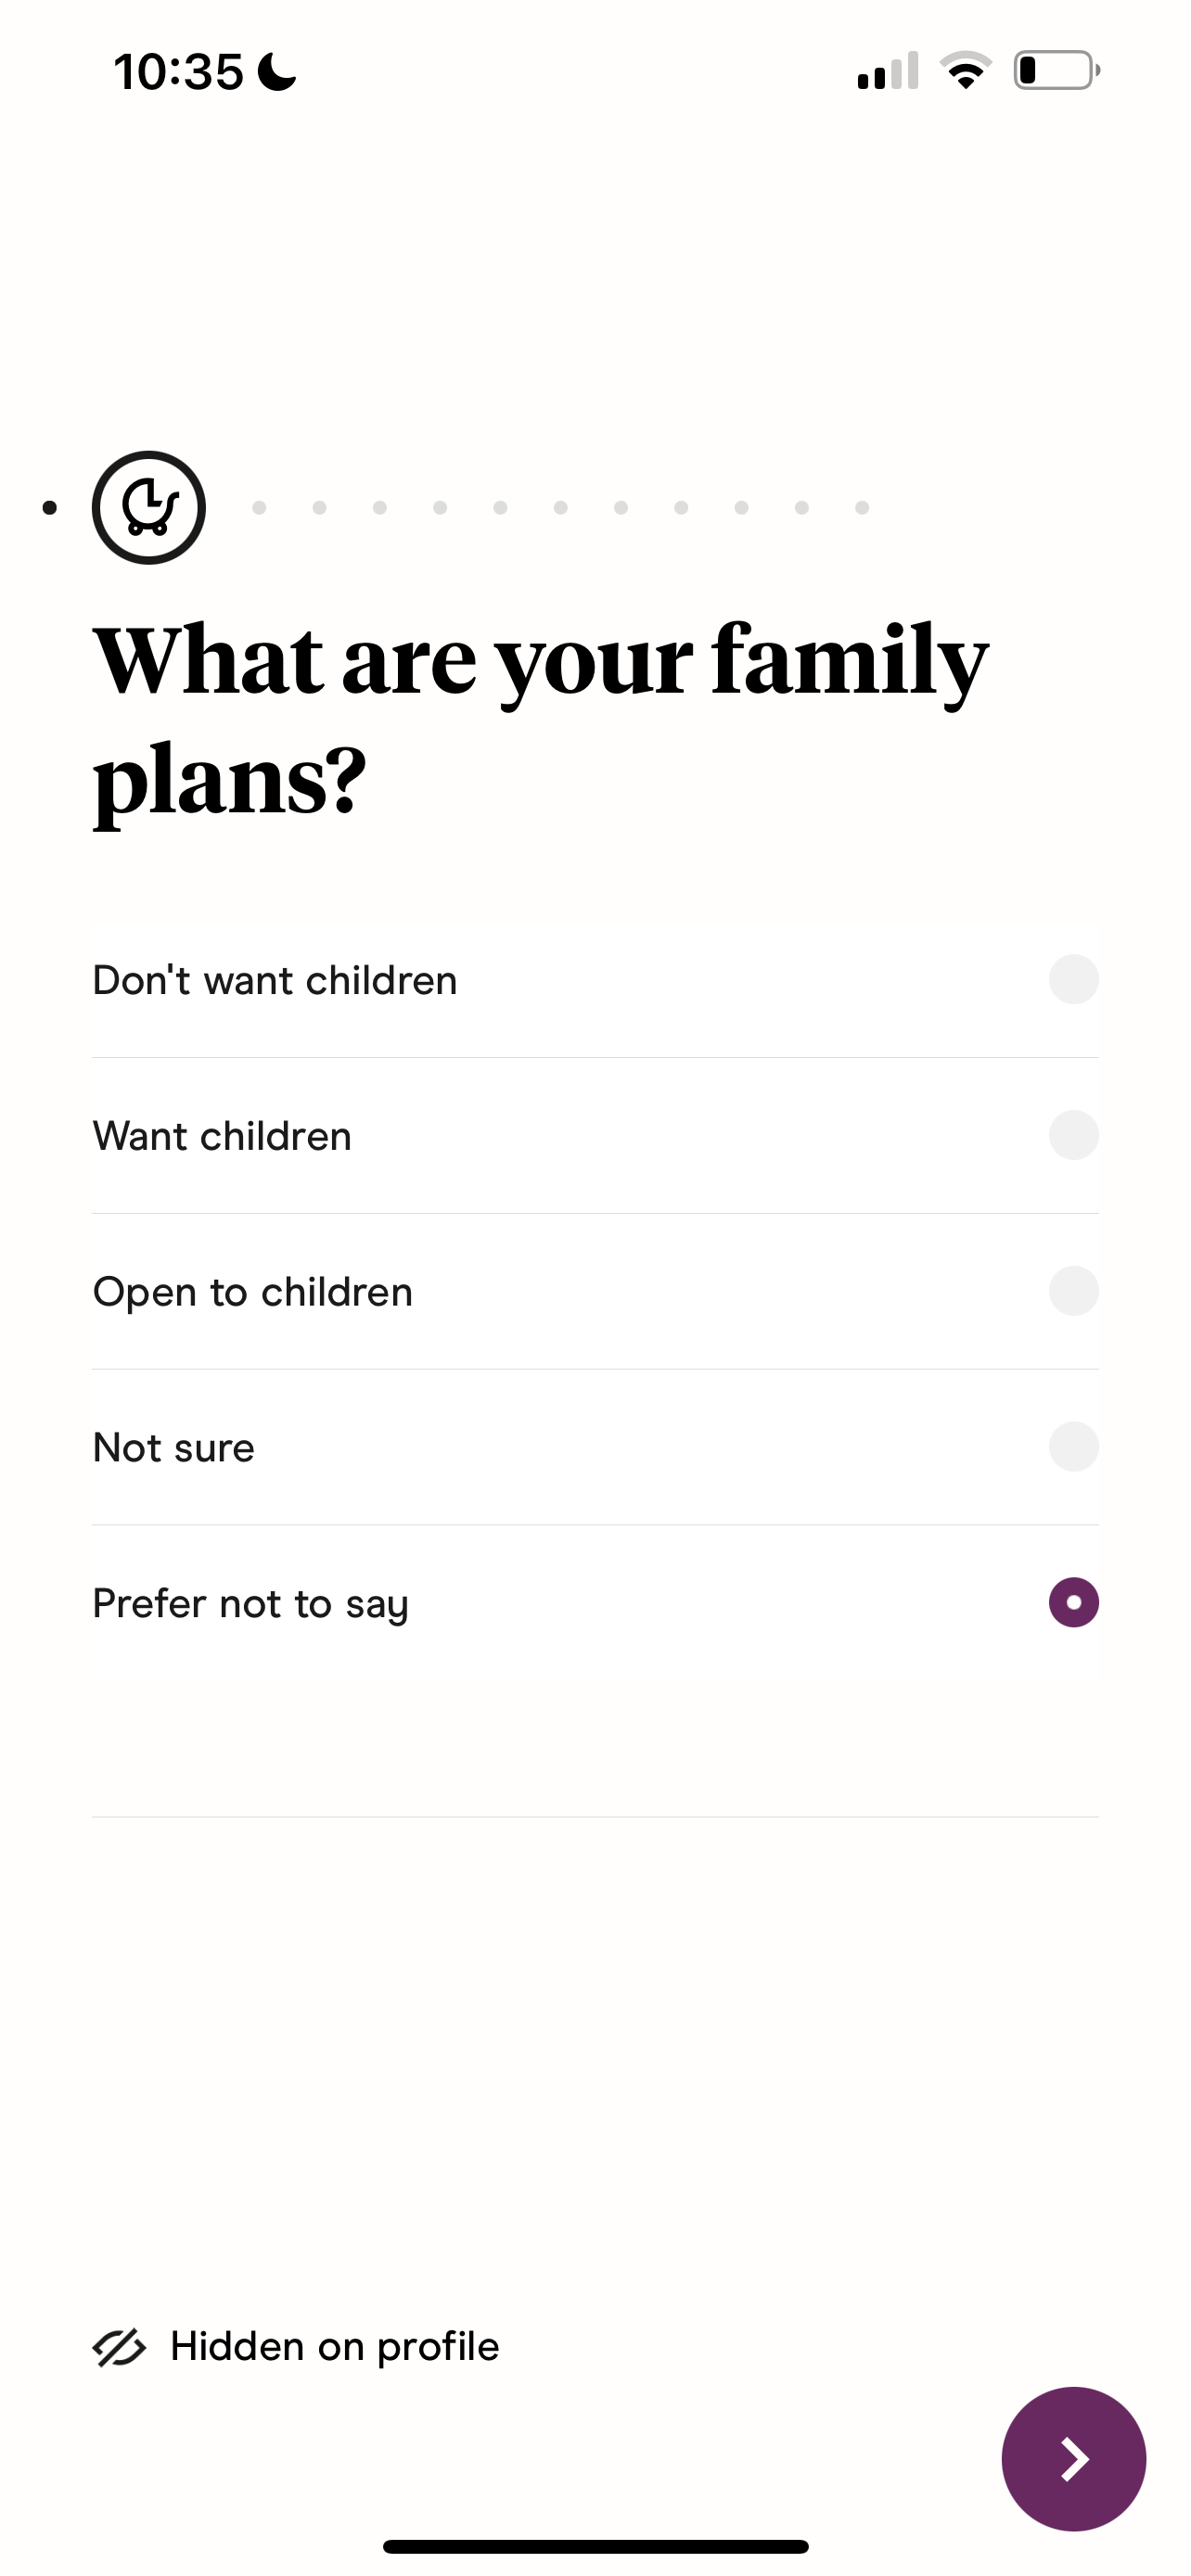 10:35
What are your family
plans?
Don't want children
Want children
Open to children
Not sure
Prefer not to say
Hidden on profile